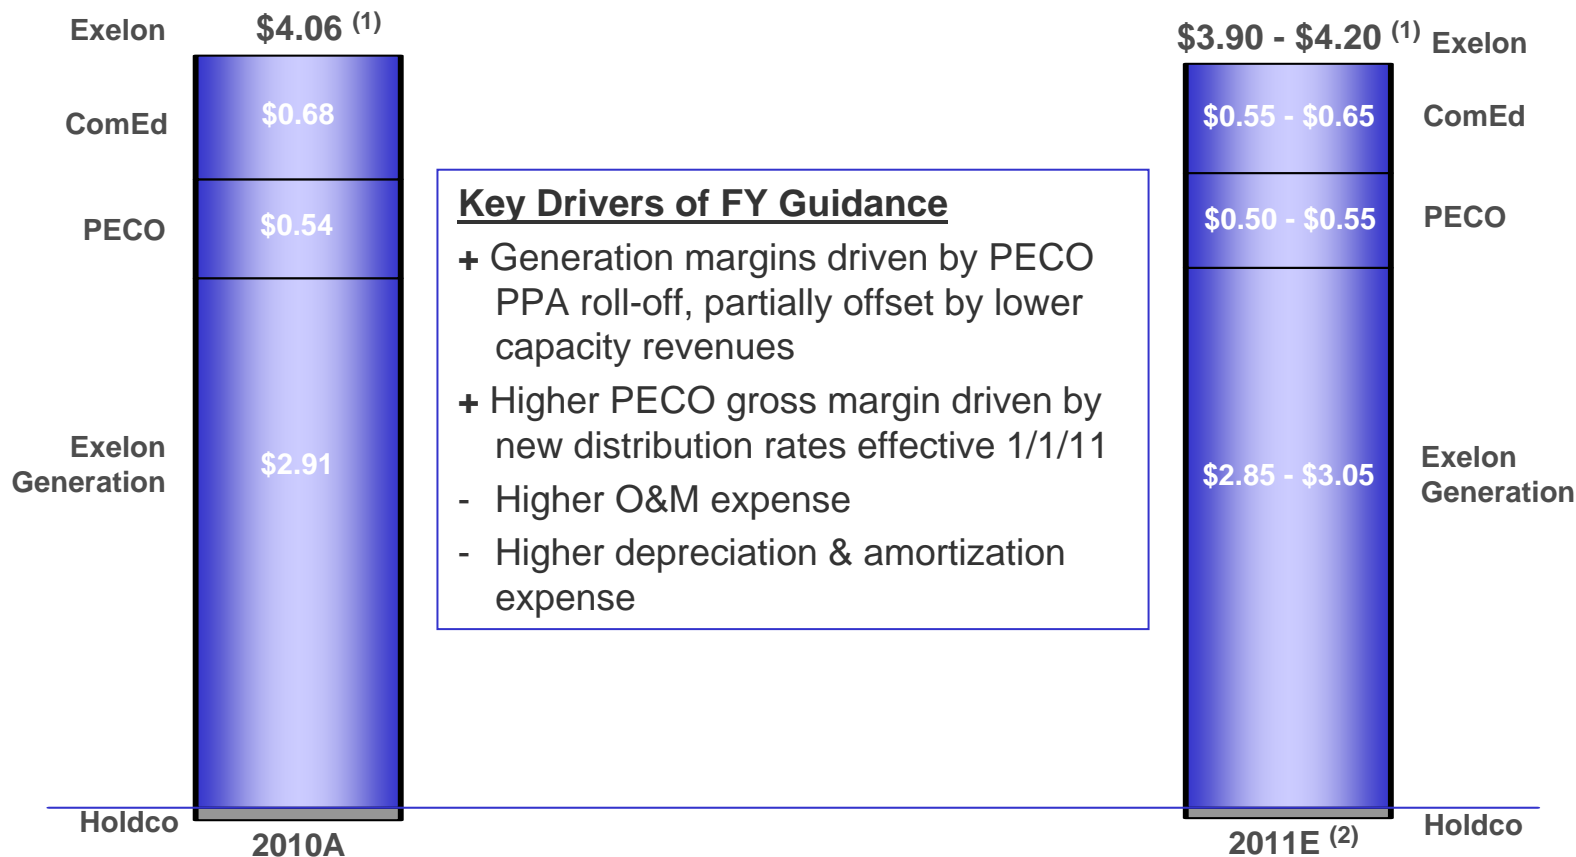 Exelon
$4.06 (1)
ComEd
$0.68
PECO
$0.54
Exelon
Generation
$2.91
Holdco
2010A
Key Drivers of FY Guidance
+ Generation margins driven by PECO
PPA roll-off, partially offset by lower
capacity revenues
+ Higher PECO gross margin driven by
new distribution rates effective 1/1/11
- Higher O&M expense
- Higher depreciation & amortization
expense
$3.90 - $4.20 (1)
Exelon
$0.55 - $0.65
ComEd
$0.50 - $0.55
PECO
$2.85 - $3.05
Exelon
Generation
Holdco
2011E (2)